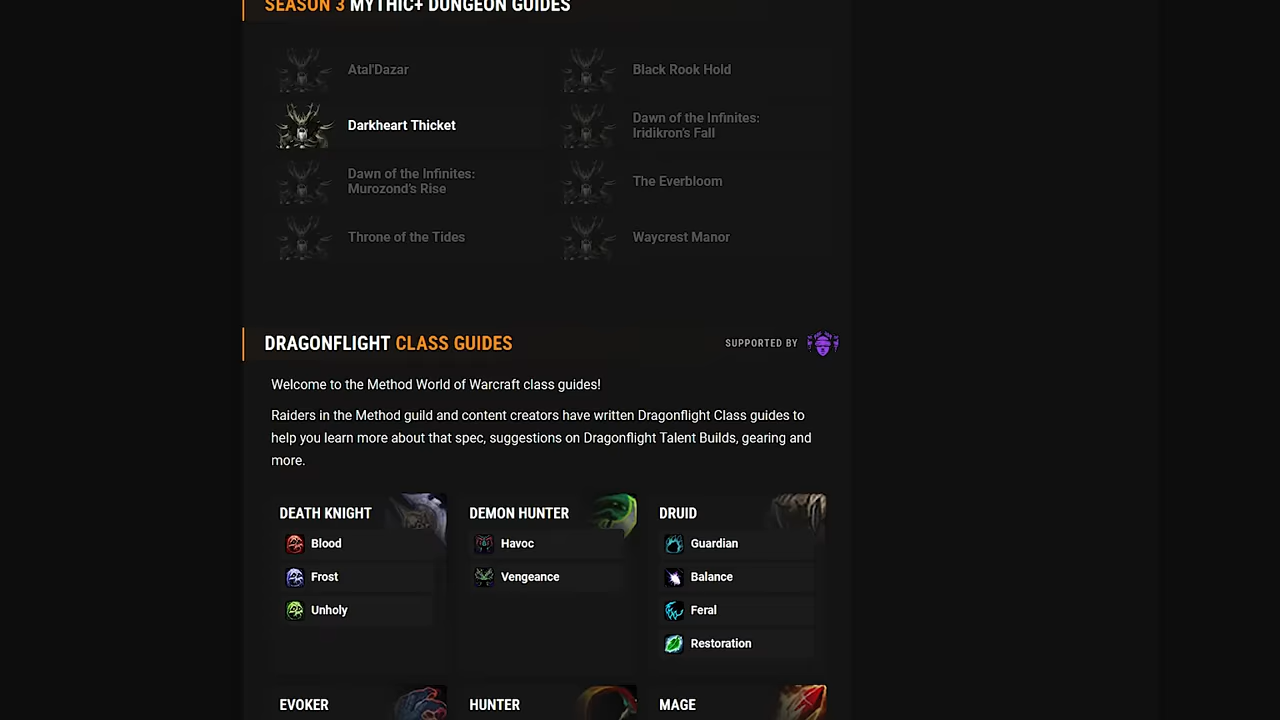 SEASON 3 MYTHIC+ DUNGEON GUIDES
Atal'Dazar
Black Rook Hold
Darkheart Thicket
Dawn of the Infinites:
Iridikron's Fall
Dawn of the Infinites:
Murozond's Rise
The Everbloom
Throne of the Tides
Waycrest Manor
DRAGONFLIGHT CLASS GUIDES
SUPPORTED BY
Welcome to the Method World of Warcraft class guides!
Raiders in the Method guild and content creators have written Dragonflight Class guides to
help you learn more about that spec, suggestions on Dragonflight Talent Builds, gearing and
more.
DEATH KNIGHT
Blood
Frost
Unholy
DEMON HUNTER
Havoc
Vengeance
DRUID
Guardian
Balance
Feral
Restoration
EVOKER
HUNTER
MAGE